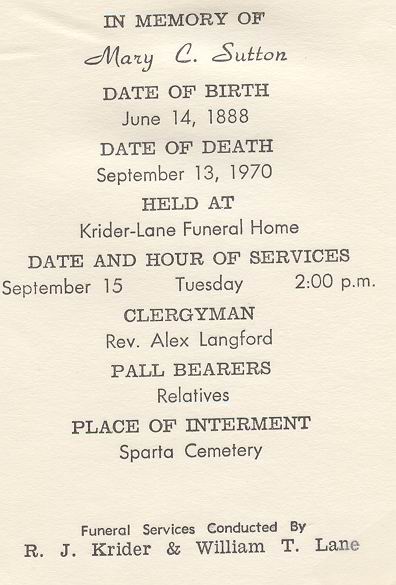 IN MEMORY OF
Mary C. Sutton
DATE OF BIRTH
June 14, 1888
DATE OF DEATH
September 13, 1970
HELD AT
Krider-Lane Funeral Home
DATE AND HOUR OF SERVICES
September 15 Tuesday 2:00 p.m.
CLERGYMAN
Rev. Alex Langford
PALL BEARERS
Relatives
PLACE OF INTERMENT
Sparta Cemetery
Funeral Services Conducted By
R. J. Krider & William T. Lane